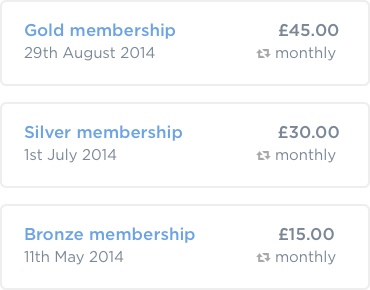 Gold membership £45.00
29th August 2014 monthly
Silver membership £30.00
1st July 2014 monthly
Bronze membership £15.00
11th May 2014 monthly